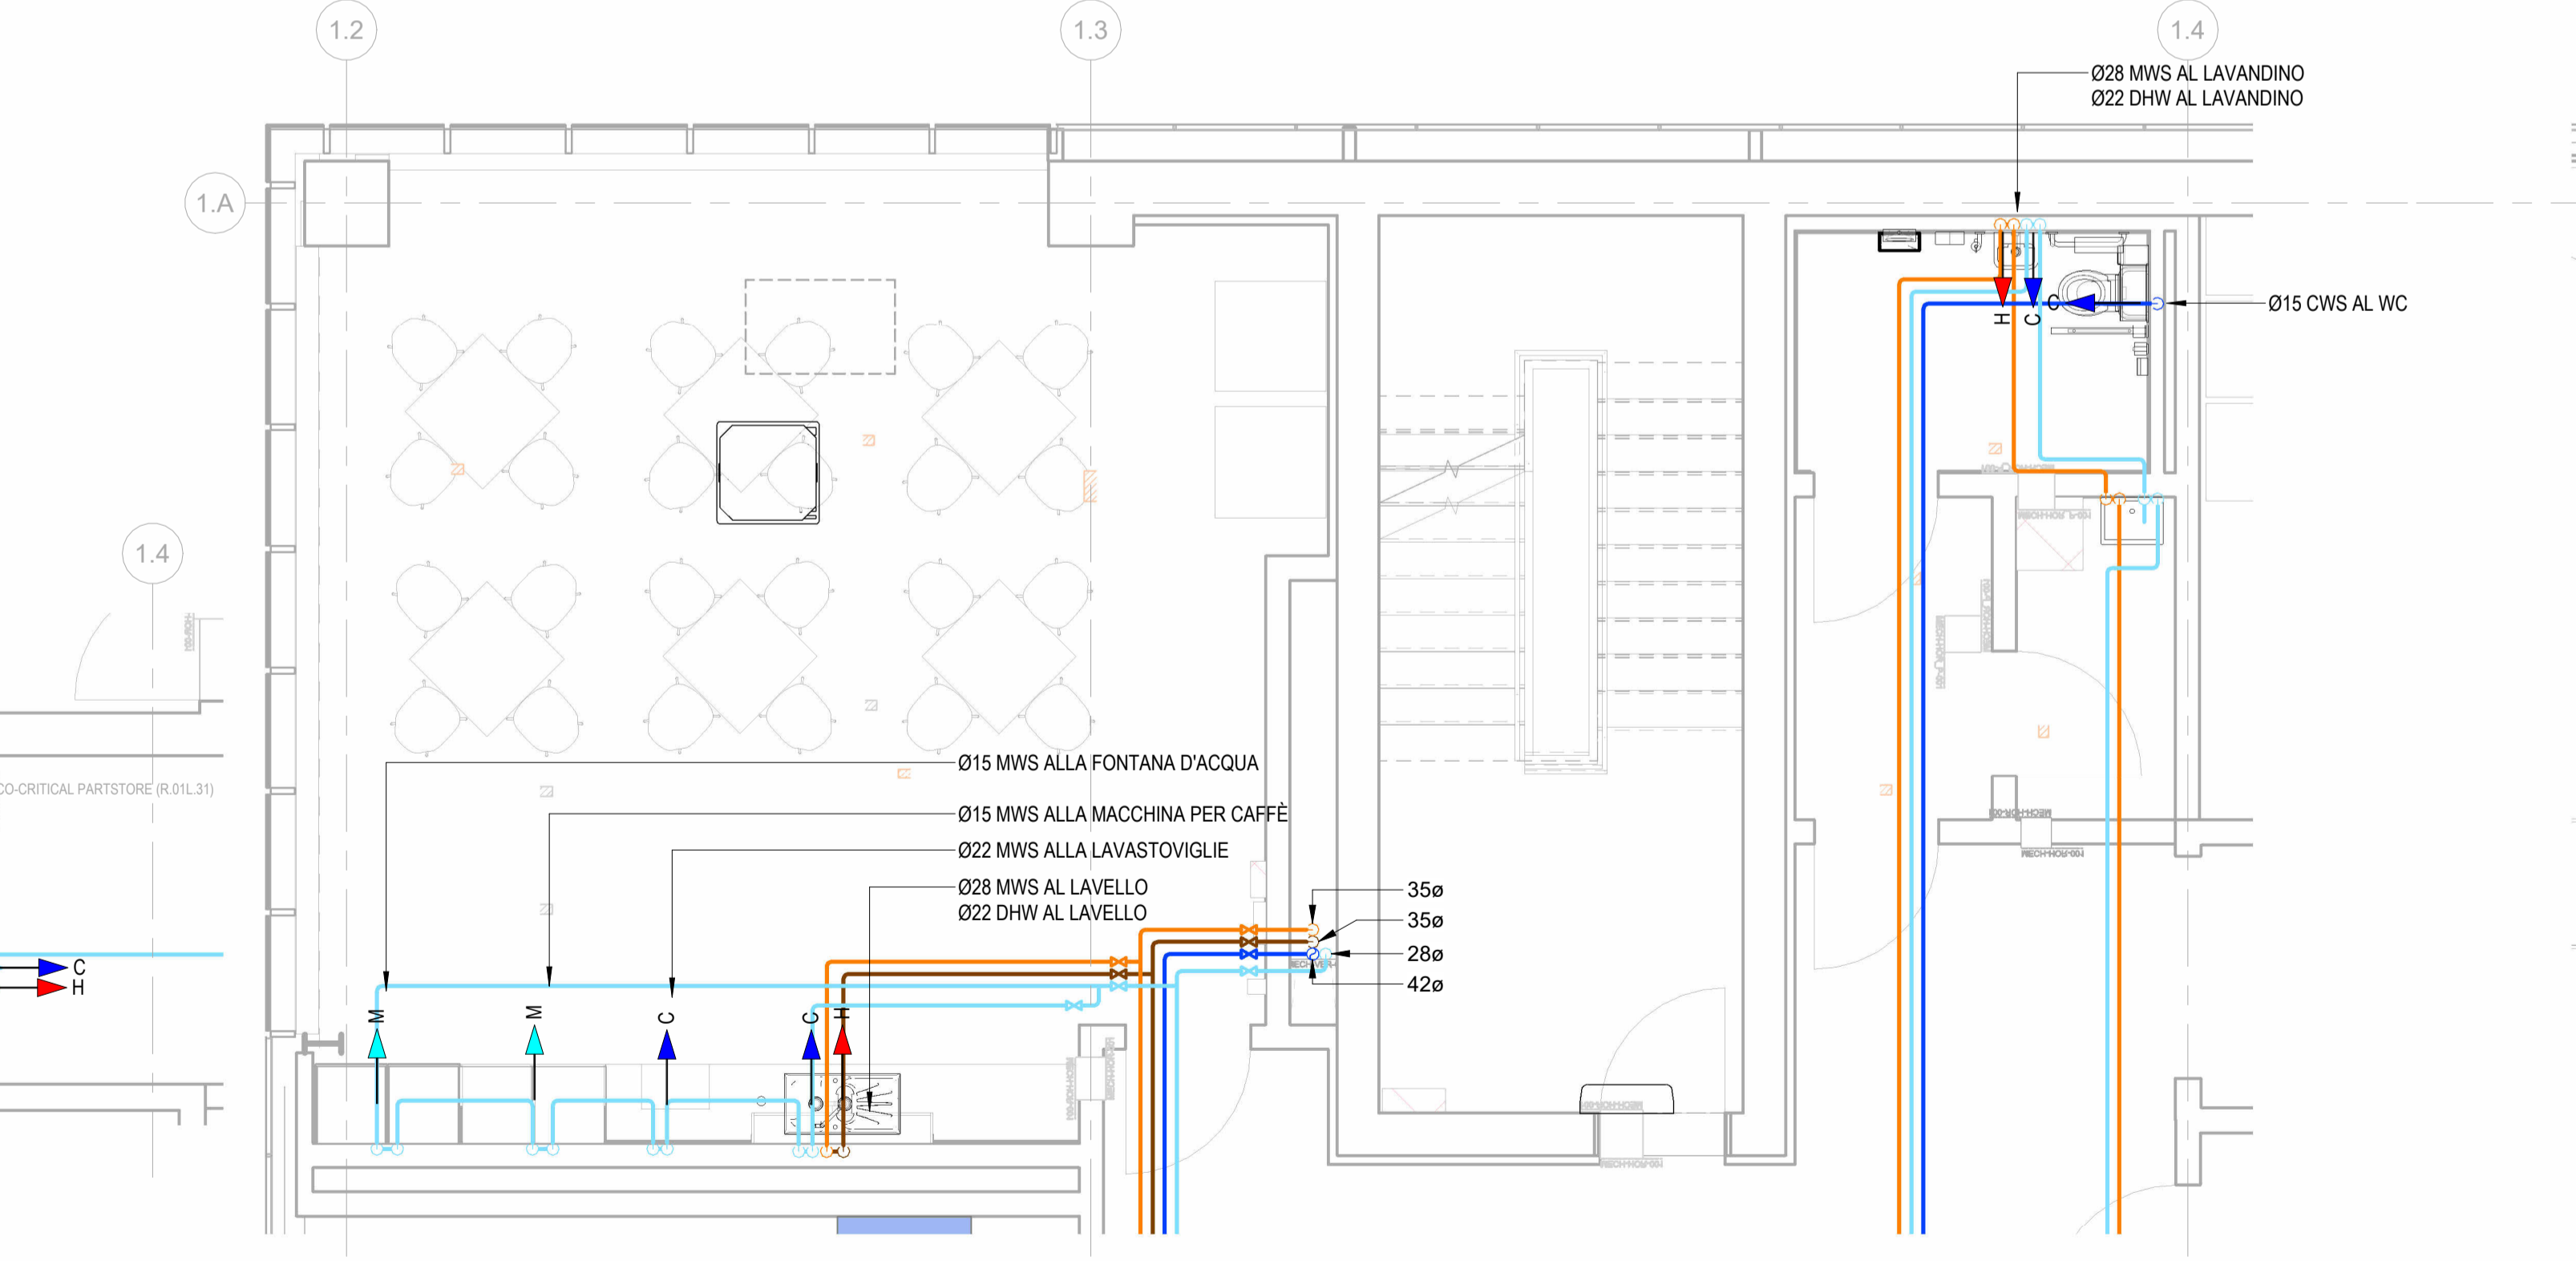 1.2
1.3
1.4
Ø28 MWS AL LAVANDINO
Ø22 DHW AL LAVANDINO
1.A
H
C
C
Ø15 CWS AL WC
1.4
CO-CRITICAL PARTSTORE (R.01L.31)
Ø15 MWS ALLA FONTANA D'ACQUA
Ø15 MWS ALLA MACCHINA PER CAFFÈ
Ø22 MWS ALLA LAVASTOVIGLIE
Ø28 MWS AL LAVELLO
Ø22 DHW AL LAVELLO
35ø
35ø
28ø
42ø
C
H
M
M
C
C
H